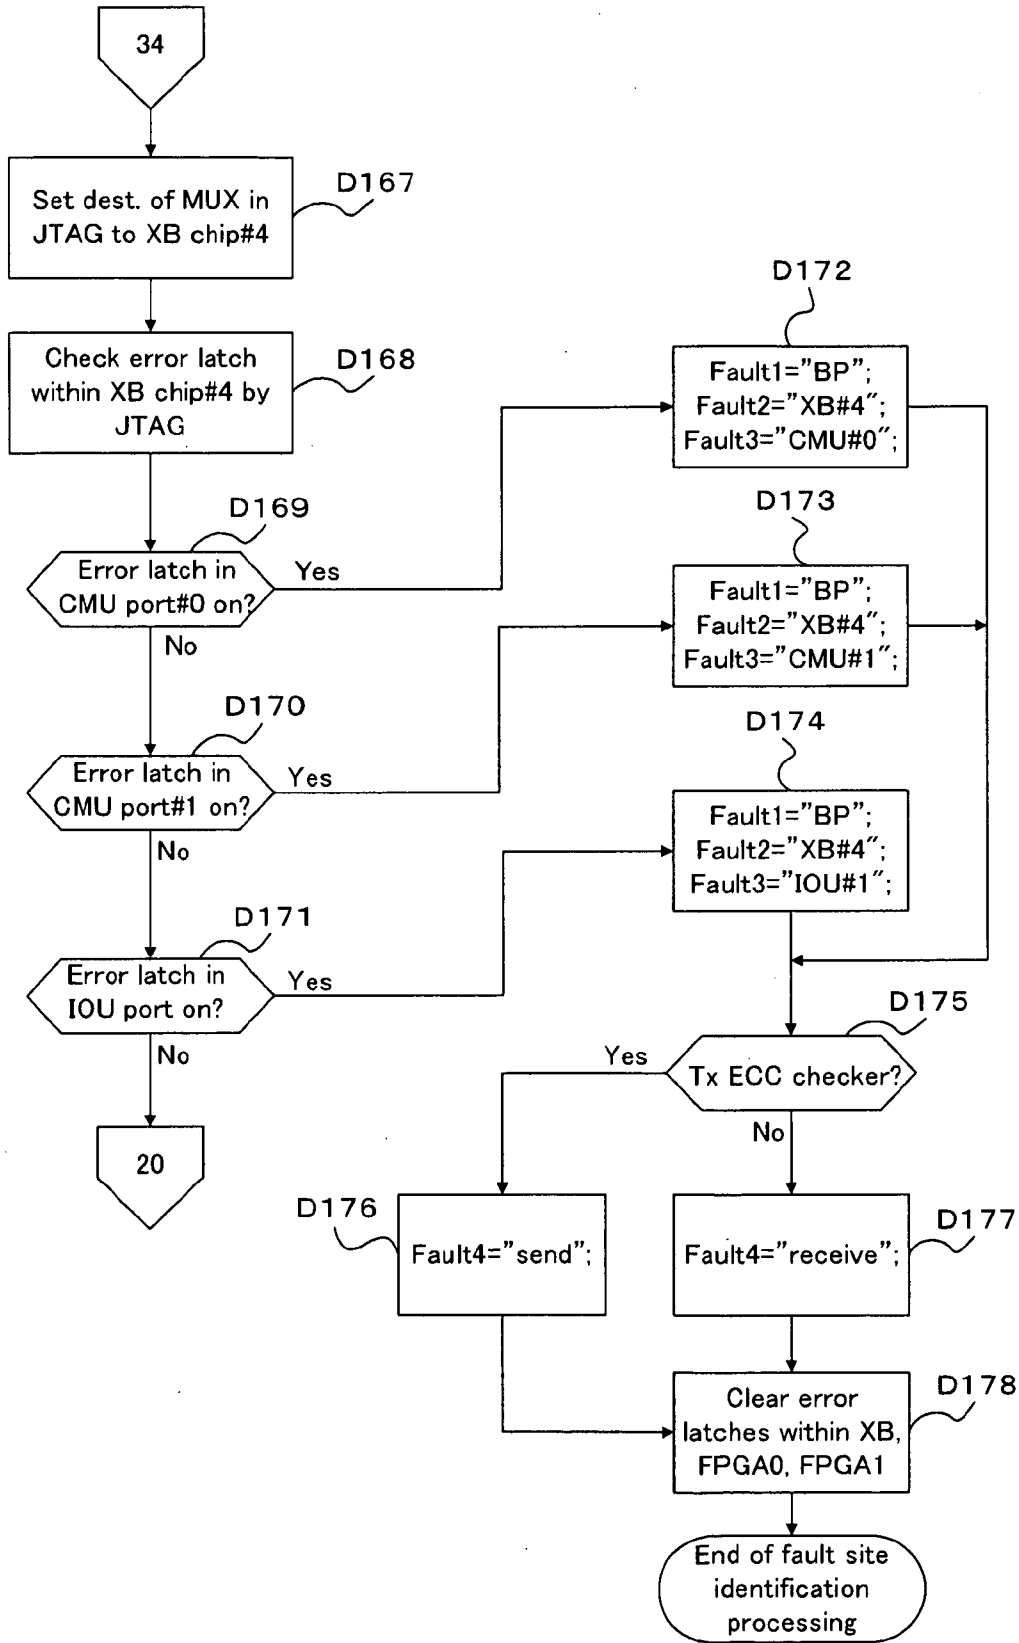 34
Set dest. of MUX in
JTAG to XB chip#4
D167
Check error latch
within XB chip#4 by
JTAG
D168
D169
Error latch in
CMU port#0 on?
Yes
No
D170
Error latch in
CMU port#1 on?
Yes
No
D171
Error latch in
IOU port on?
Yes
No
20
D172
Fault1="BP";
Fault2="XB#4";
Fault3="CMU#0";
D173
Fault1="BP";
Fault2="XB#4";
Fault3="CMU#1";
D174
Fault1="BP";
Fault2="XB#4";
Fault3="IOU#1";
D175
Tx ECC checker?
Yes
No
D176
Fault4="send";
D177
Fault4="receive";
D178
Clear error
latches within XB,
FPGA0, FPGA1
End of fault site
identification
processing